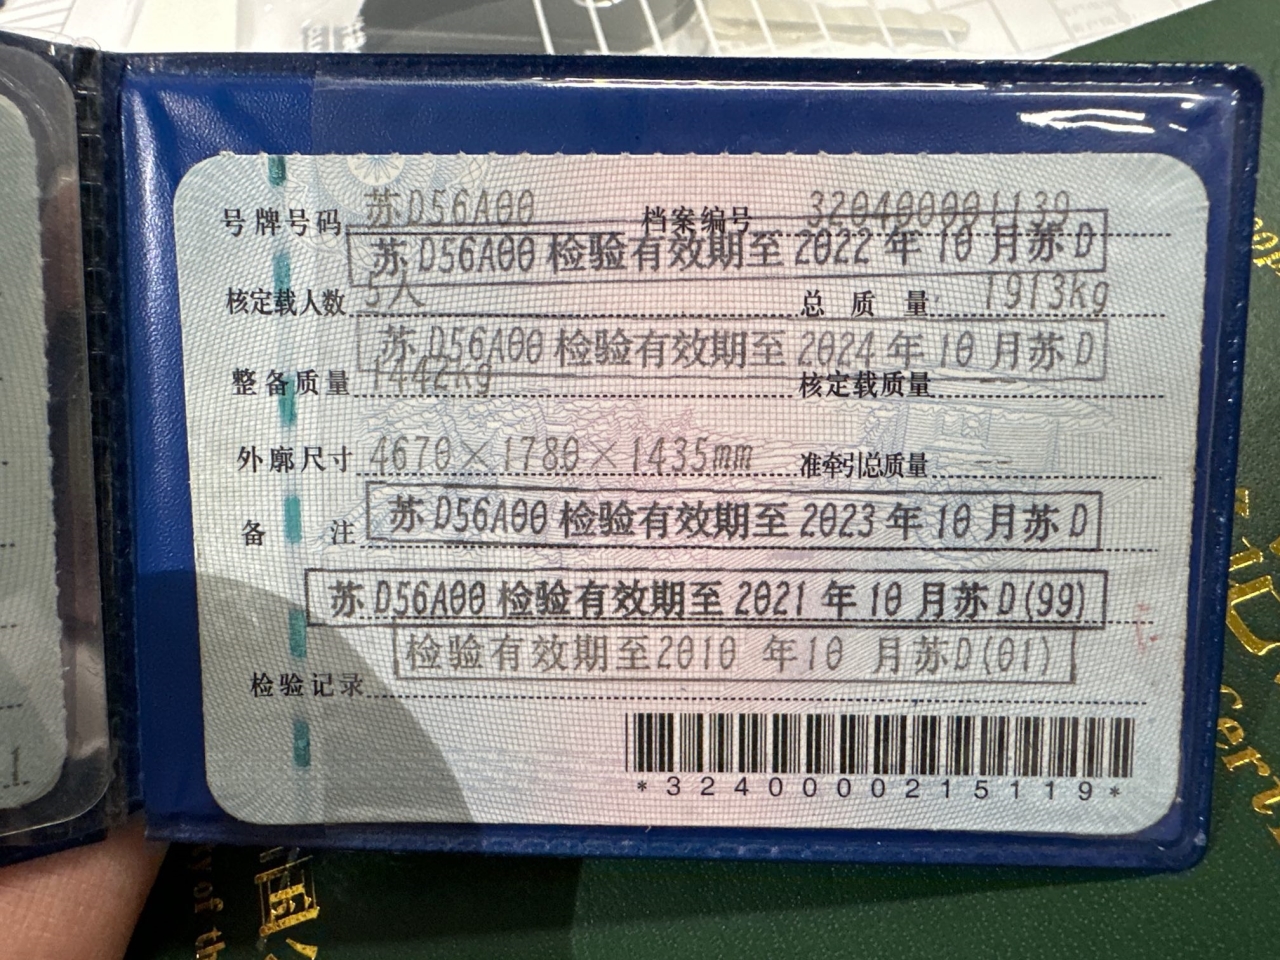 号牌号码 苏D56A00 档案编号 320400001139
苏D56A00 检验有效期至 2022 年 10 月苏D
核定载人数 5人 总质量 1913kg
苏D56A00 检验有效期至 2024 年 10 月苏D
整备质量 1442kg 核定载质量 --
外廓尺寸 4670×1780×1435mm 准牵引总质量 --
苏D56A00 检验有效期至 2023 年 10 月苏D
备注
苏D56A00 检验有效期至 2021 年 10 月苏D(99)
检验有效期至2010 年10 月苏D(01)
检验记录
*3240000215119*
1